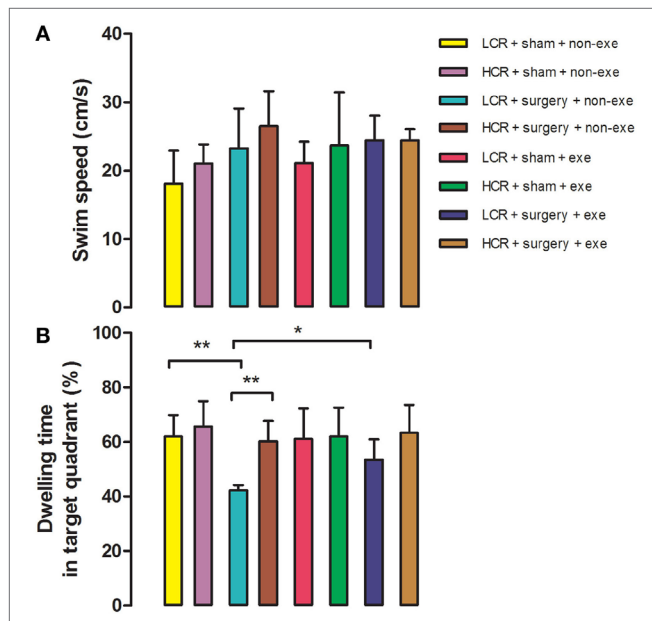 A
Swim speed (cm/s)
40
30
20
10
0
LCR + sham + non-exe
HCR + sham + non-exe
LCR + surgery + non-exe
HCR + surgery + non-exe
LCR + sham + exe
HCR + sham + exe
LCR + surgery + exe
HCR + surgery + exe
B
Dwelling time
in target quadrant (%)
100
80
60
40
20
0
**
**
*